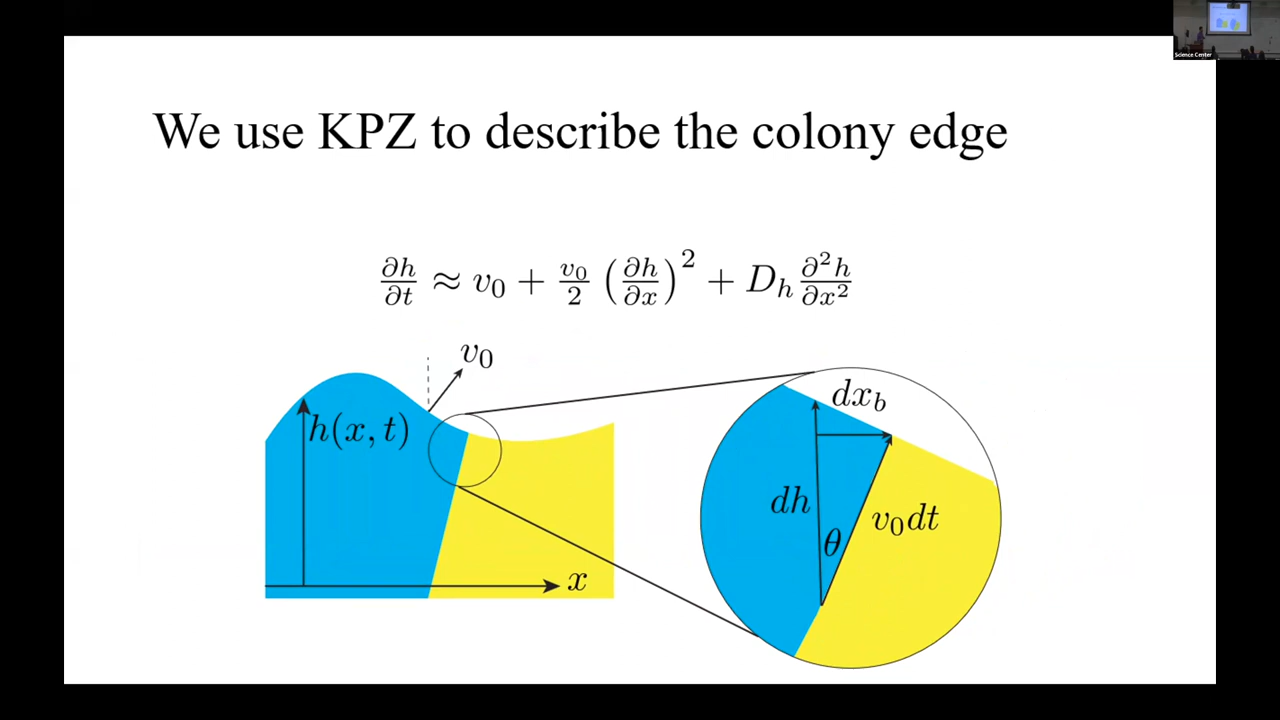 Science Center
We use KPZ to describe the colony edge
∂h/∂t ≈ v₀ + v₀/2 (∂h/∂x)² + D_h ∂²h/∂x²
v₀
h(x, t)
x
dx_b
dh
v₀dt
θ